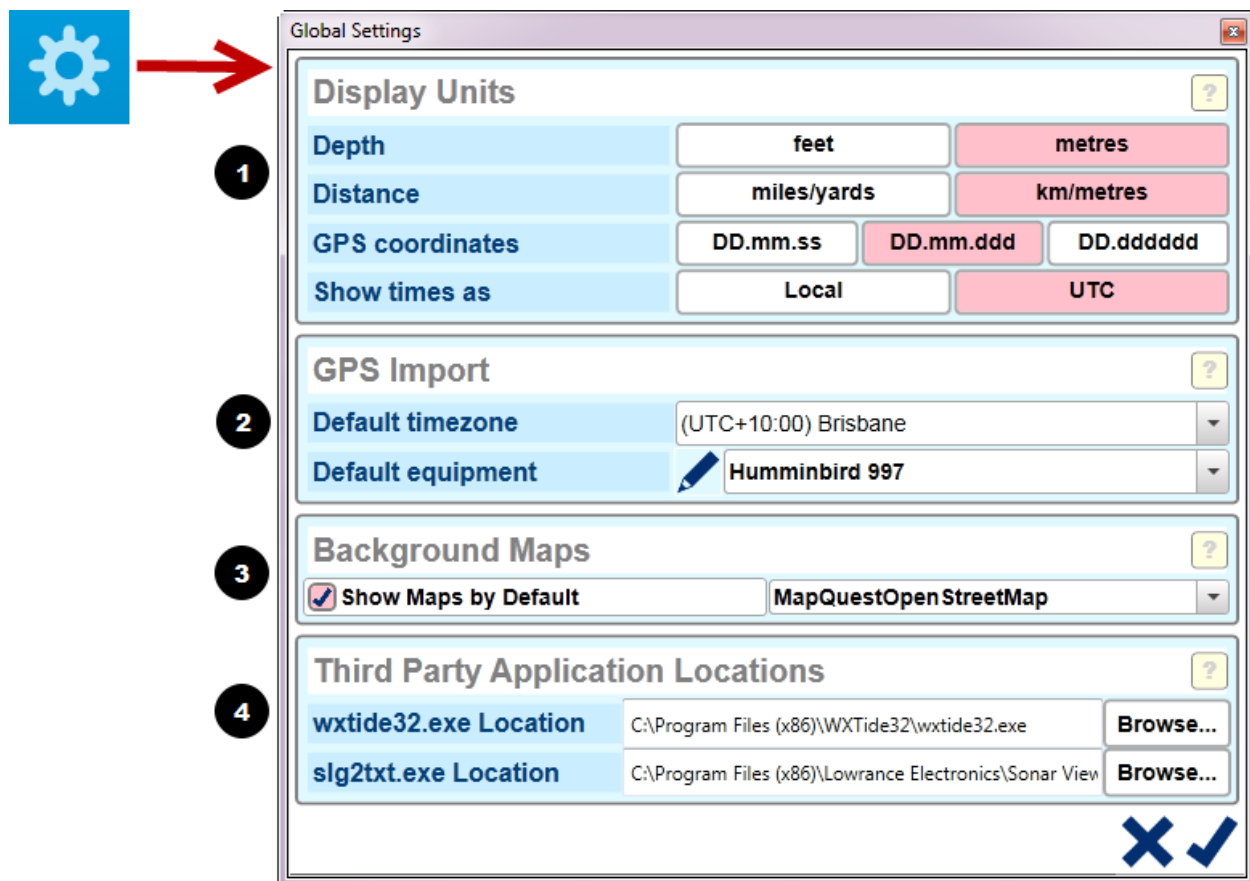 Global Settings
Display Units ?
1
Depth feet metres
Distance miles/yards km/metres
GPS coordinates DD.mm.ss DD.mm.ddd DD.dddddd
Show times as Local UTC
GPS Import ?
2
Default timezone (UTC+10:00) Brisbane
Default equipment Humminbird 997
Background Maps ?
3
Show Maps by Default MapQuestOpenStreetMap
Third Party Application Locations ?
4
wxtide32.exe Location C:\Program Files (x86)\WXTide32\wxtide32.exe Browse...
slg2txt.exe Location C:\Program Files (x86)\Lowrance Electronics\Sonar View Browse...